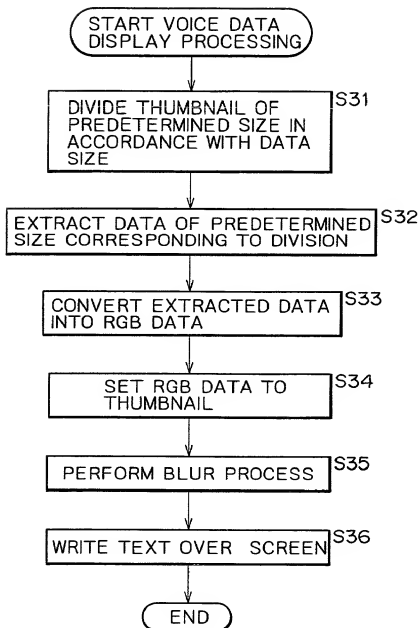 START VOICE DATA
DISPLAY PROCESSING
S31
DIVIDE THUMBNAIL OF
PREDETERMINED SIZE IN
ACCORDANCE WITH DATA
SIZE
S32
EXTRACT DATA OF PREDETERMINED
SIZE CORRESPONDING TO DIVISION
S33
CONVERT EXTRACTED DATA
INTO RGB DATA
S34
SET RGB DATA TO
THUMBNAIL
S35
PERFORM BLUR PROCESS
S36
WRITE TEXT OVER SCREEN
END